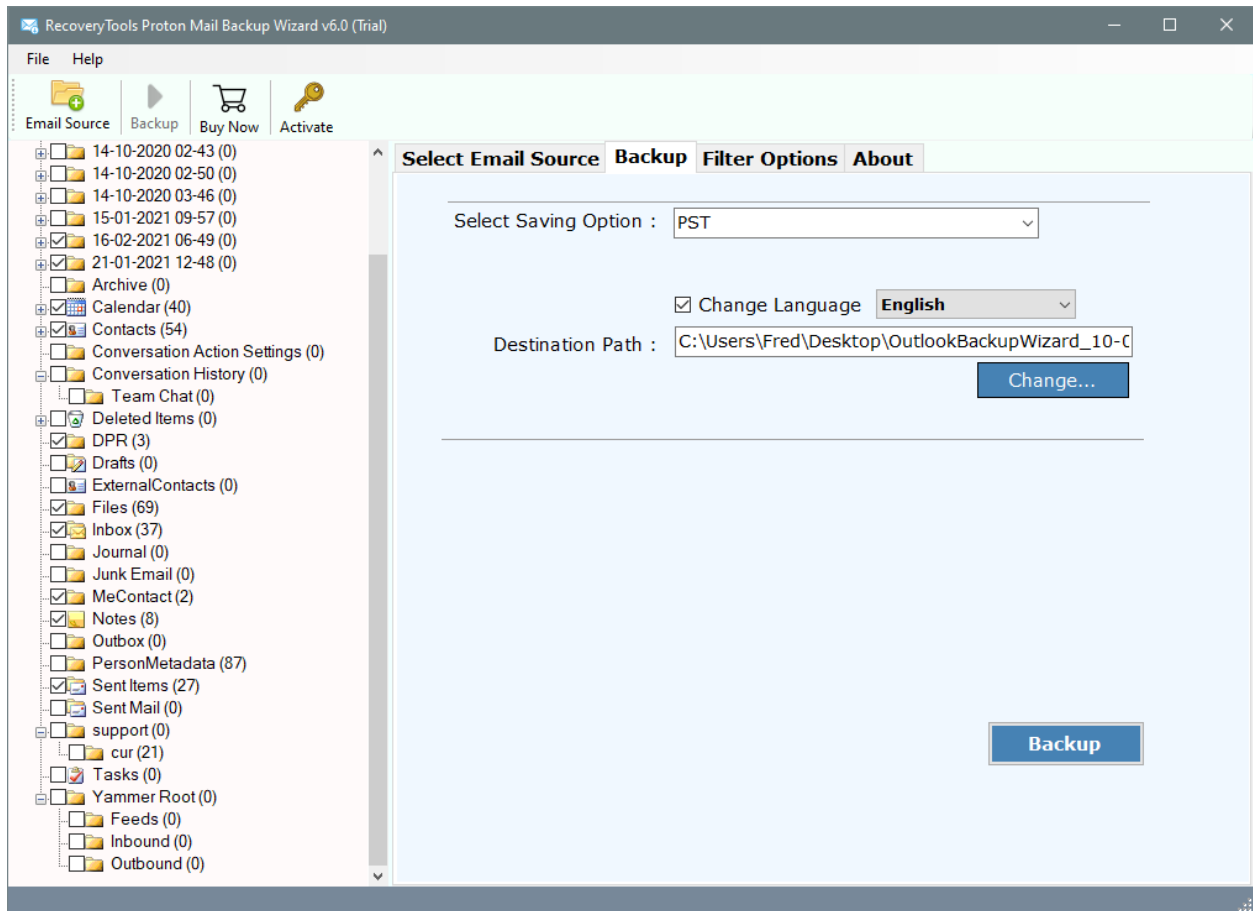 RecoveryTools Proton Mail Backup Wizard v6.0 (Trial)
File Help
Email Source Backup Buy Now Activate
14-10-2020 02-43 (0)
14-10-2020 02-50 (0)
14-10-2020 03-46 (0)
15-01-2021 09-57 (0)
16-02-2021 06-49 (0)
21-01-2021 12-48 (0)
Archive (0)
Calendar (40)
Contacts (54)
Conversation Action Settings (0)
Conversation History (0)
Team Chat (0)
Deleted Items (0)
DPR (3)
Drafts (0)
ExternalContacts (0)
Files (69)
Inbox (37)
Journal (0)
Junk Email (0)
MeContact (2)
Notes (8)
Outbox (0)
PersonMetadata (87)
Sent Items (27)
Sent Mail (0)
support (0)
cur (21)
Tasks (0)
Yammer Root (0)
Feeds (0)
Inbound (0)
Outbound (0)
Select Email Source Backup Filter Options About
Select Saving Option : PST
Change Language English
Destination Path : C:\Users\Fred\Desktop\OutlookBackupWizard_10-
Change...
Backup